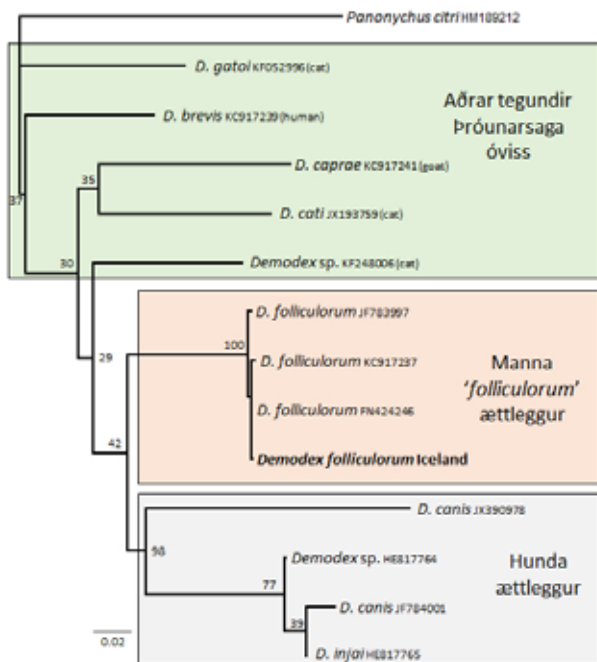 Panonychus citri HM189212
D. gatoi KF052996 (cat)
D. brevis KC917239 (human)
Aðrar tegundir
Þróunarsaga
óviss
D. caprae KC917241 (goat)
35
D. cati JX193759 (cat)
37
30
Demodex sp. KF248006 (cat)
D. folliculorum JF783997
100
29
D. folliculorum KC917237
Manna
'folliculorum'
ættleggur
D. folliculorum FN424246
42
Demodex folliculorum Iceland
D. canis JX390978
98
Demodex sp. HE817764
Hunda
ættleggur
77
D. canis JF784001
39
0.02
D. injai HE817765